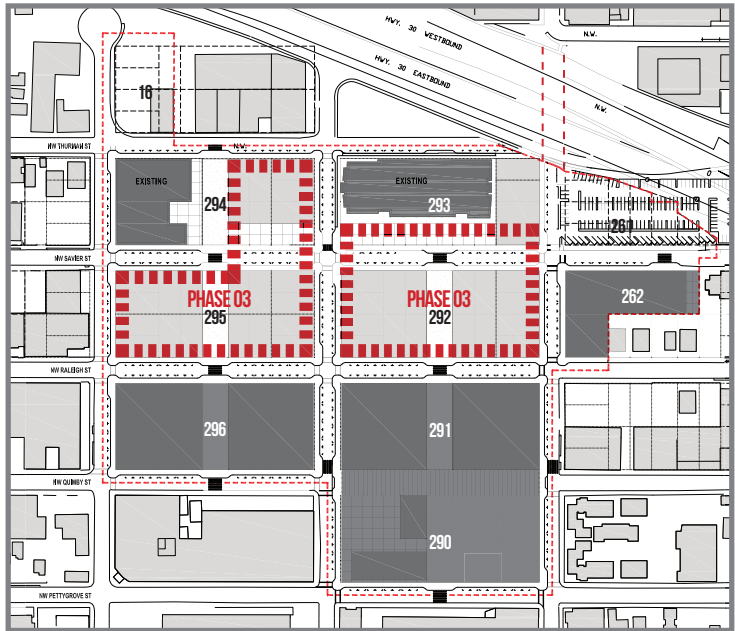 HWY. 30 WESTBOUND
N.W.
HWY. 30 EASTBOUND
18
N.W.
NW THURMAN ST
N.W.
EXISTING
EXISTING
294
293
261
NW SAVIER ST
PHASE 03
295
PHASE 03
292
262
NW RALEIGH ST
296
291
NW QUIMBY ST
290
NW PETTYGROVE ST